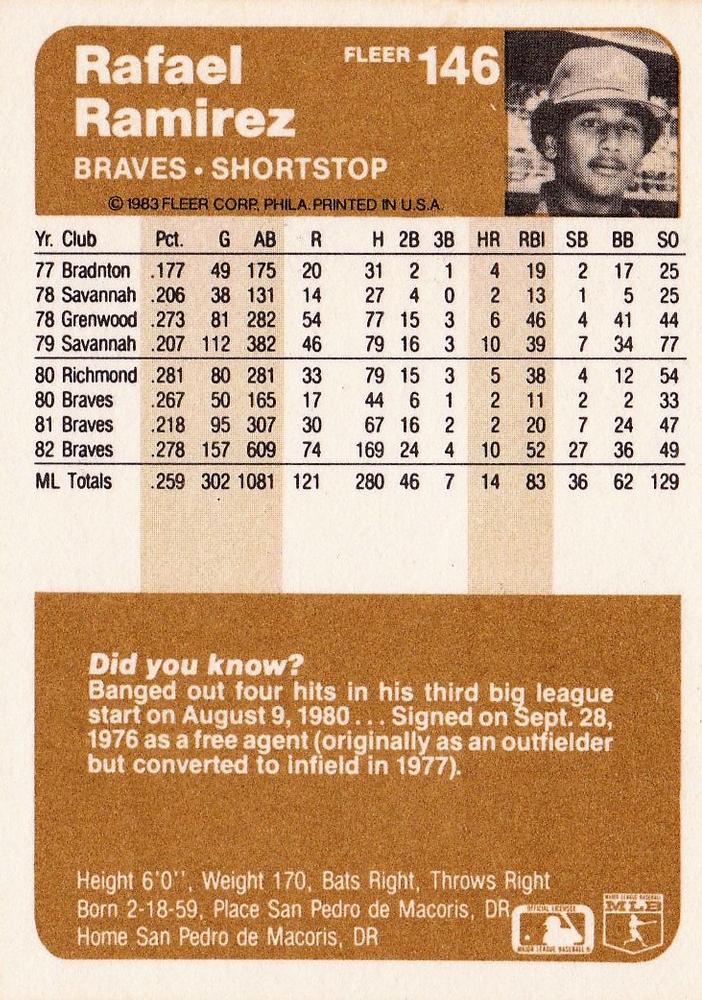 Rafael
Ramirez
FLEER 146
BRAVES • SHORTSTOP
© 1983 FLEER CORP., PHILA. PRINTED IN U.S.A.
Yr. Club Pct. G AB R H 2B 3B HR RBI SB BB SO
77 Bradnton .177 49 175 20 31 2 1 4 19 2 17 25
78 Savannah .206 38 131 14 27 4 0 2 13 1 5 25
78 Grenwood .273 81 282 54 77 15 3 6 46 4 41 44
79 Savannah .207 112 382 46 79 16 3 10 39 7 34 77
80 Richmond .281 80 281 33 79 15 3 5 38 4 12 54
80 Braves .267 50 165 17 44 6 1 2 11 2 2 33
81 Braves .218 95 307 30 67 16 2 2 20 7 24 47
82 Braves .278 157 609 74 169 24 4 10 52 27 36 49
ML Totals .259 302 1081 121 280 46 7 14 83 36 62 129
Did you know?
Banged out four hits in his third big league
start on August 9, 1980 . . . Signed on Sept. 28,
1976 as a free agent (originally as an outfielder
but converted to infield in 1977).
Height 6'0'', Weight 170, Bats Right, Throws Right
Born 2-18-59, Place San Pedro de Macoris, DR
Home San Pedro de Macoris, DR
OFFICIAL LICENSEE
MAJOR LEAGUE BASEBALL
MAJOR LEAGUE BASEBALL
MLB